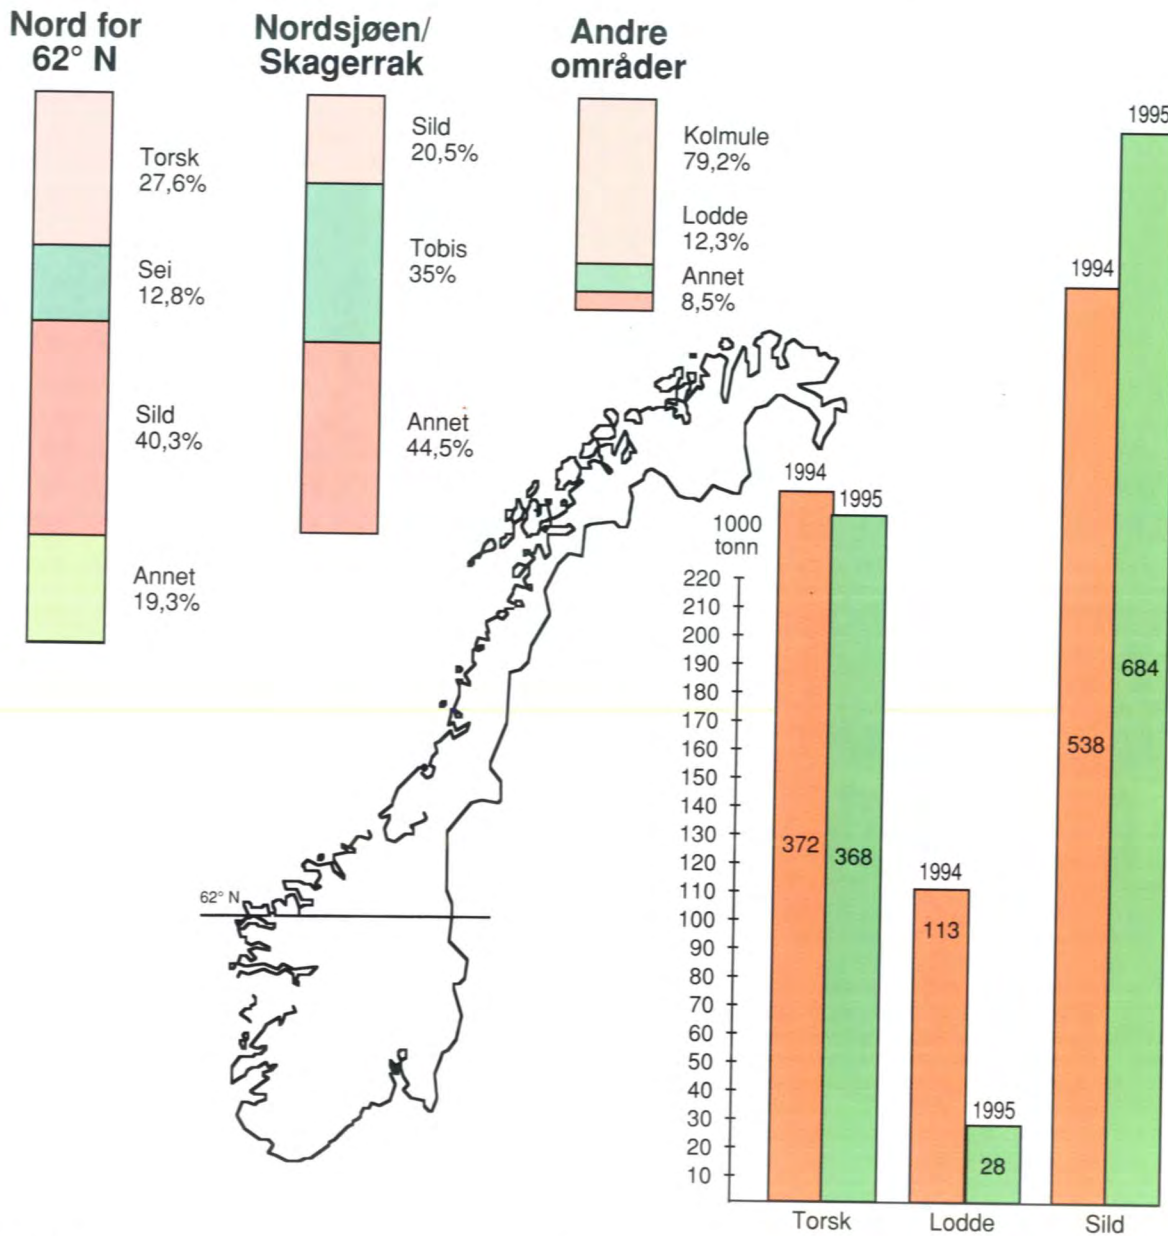 Nord for
62° N
Torsk
27,6%
Sei
12,8%
Sild
40,3%
Annet
19,3%
Nordsjøen/
Skagerrak
Sild
20,5%
Tobis
35%
Annet
44,5%
Andre
områder
Kolmule
79,2%
Lodde
12,3%
Annet
8,5%
62° N
1000
tonn
220
210
200
190
180
170
160
150
140
130
120
110
100
90
80
70
60
50
40
30
20
10
1994
372
1995
368
Torsk
1994
113
1995
28
Lodde
1994
538
1995
684
Sild